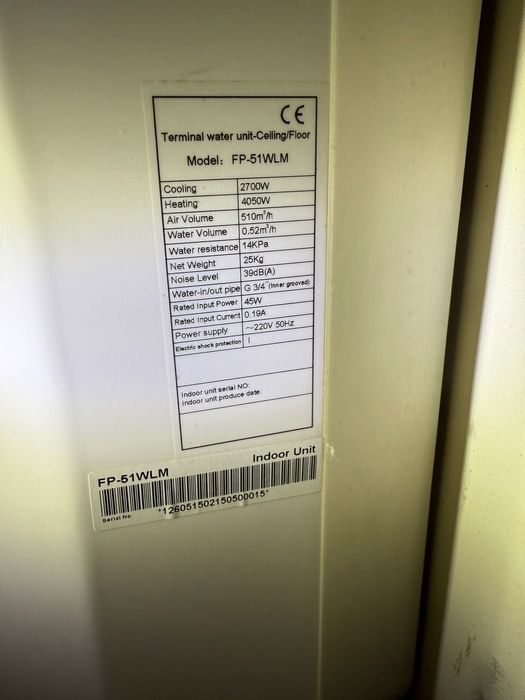 CE
Terminal water unit-Ceiling/Floor
Model: FP-51WLM
Cooling 2700W
Heating 4050W
Air Volume 510m³/h
Water Volume 0.52m³/h
Water resistance 14KPa
Net Weight 25Kg
Noise Level 39dB(A)
Water-in/out pipe G 3/4" (Inner grooved)
Rated Input Power 45W
Rated Input Current 0.19A
Power supply ~220V 50Hz
Electric shock protection I
Indoor unit serial NO:
Indoor unit produce date:
FP-51WLM Indoor Unit
Serial No *126051502150500015*